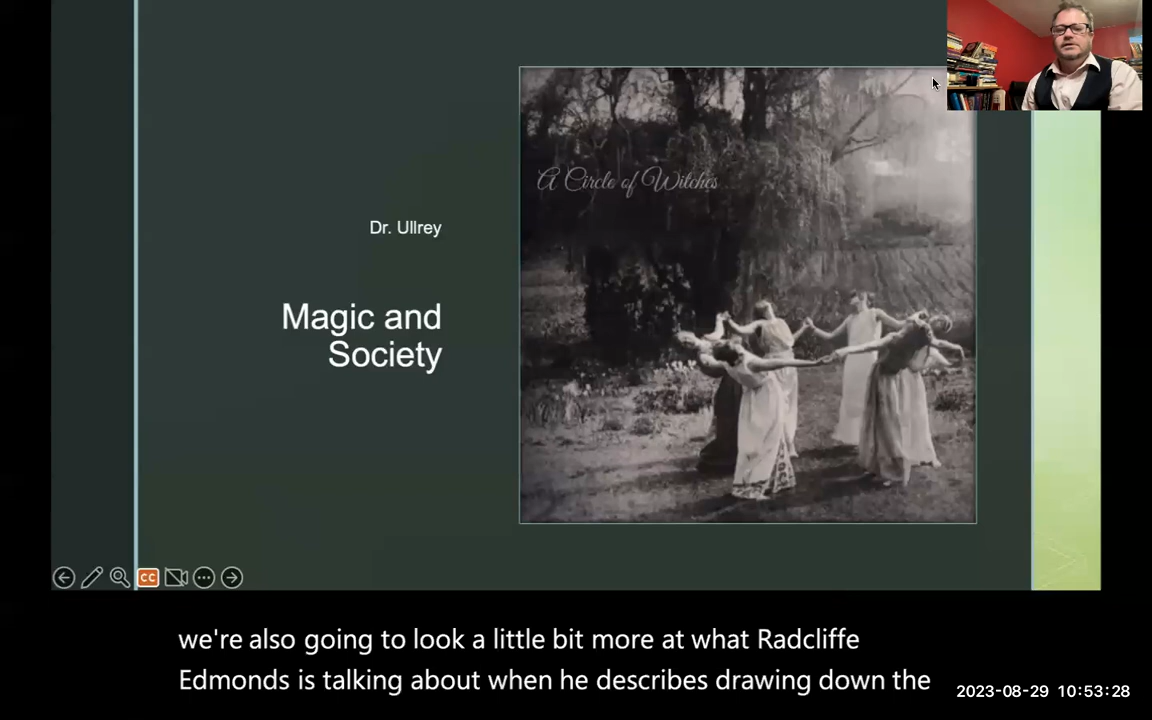 A Circle of Witches
Dr. Ullrey
Magic and
Society
CC
we're also going to look a little bit more at what Radcliffe
Edmonds is talking about when he describes drawing down the
2023-08-29 10:53:28